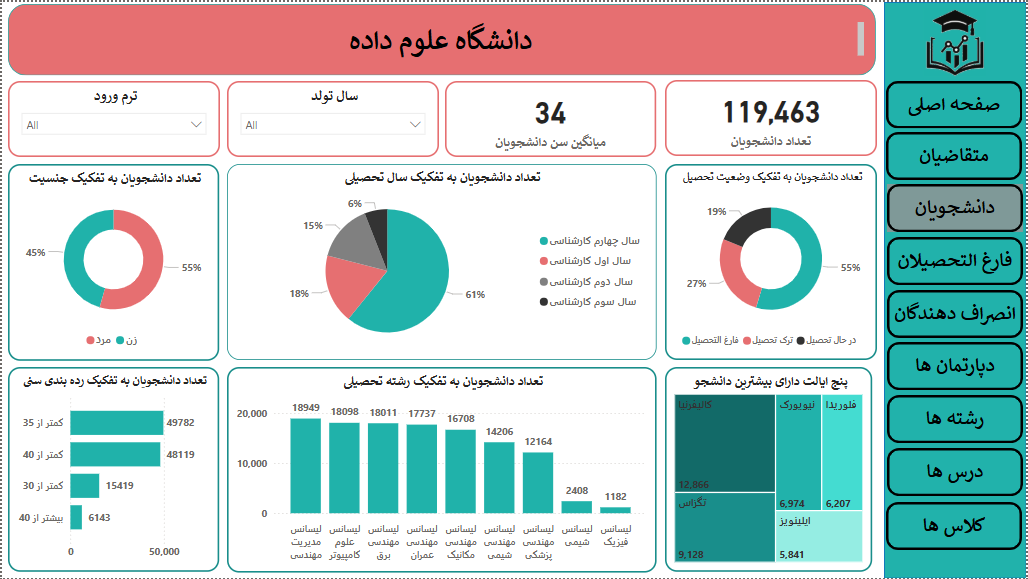 دانشگاه علوم داده
صفحه اصلی
متقاضیان
دانشجویان
فارغ التحصیلان
انصراف دهندگان
دپارتمان ها
رشته ها
درس ها
کلاس ها
119,463
تعداد دانشجویان
34
میانگین سن دانشجویان
سال تولد
All
ترم ورود
All
تعداد دانشجویان به تفکیک وضعیت تحصیل
19%
55%
27%
در حال تحصیل
ترک تحصیل
فارغ التحصیل
تعداد دانشجویان به تفکیک سال تحصیلی
6%
15%
18%
61%
سال چهارم کارشناسی
سال اول کارشناسی
سال دوم کارشناسی
سال سوم کارشناسی
تعداد دانشجویان به تفکیک جنسیت
45%
55%
زن
مرد
پنج ایالت دارای بیشترین دانشجو
کالیفرنیا
12,866
تگزاس
9,128
نیویورک
6,974
فلوریدا
6,207
ایلینویز
5,841
تعداد دانشجویان به تفکیک رشته تحصیلی
20,000
10,000
0
18949
18098
18011
17737
16708
14206
12164
2408
1182
لیسانس مدیریت مهندسی
لیسانس علوم کامپیوتر
لیسانس مهندسی برق
لیسانس مهندسی عمران
لیسانس مهندسی مکانیک
لیسانس مهندسی شیمی
لیسانس مهندسی پزشکی
لیسانس شیمی
لیسانس فیزیک
تعداد دانشجویان به تفکیک رده بندی سنی
کمتر از 35
49782
کمتر از 40
48119
کمتر از 30
15419
بیشتر از 40
6143
0
50,000